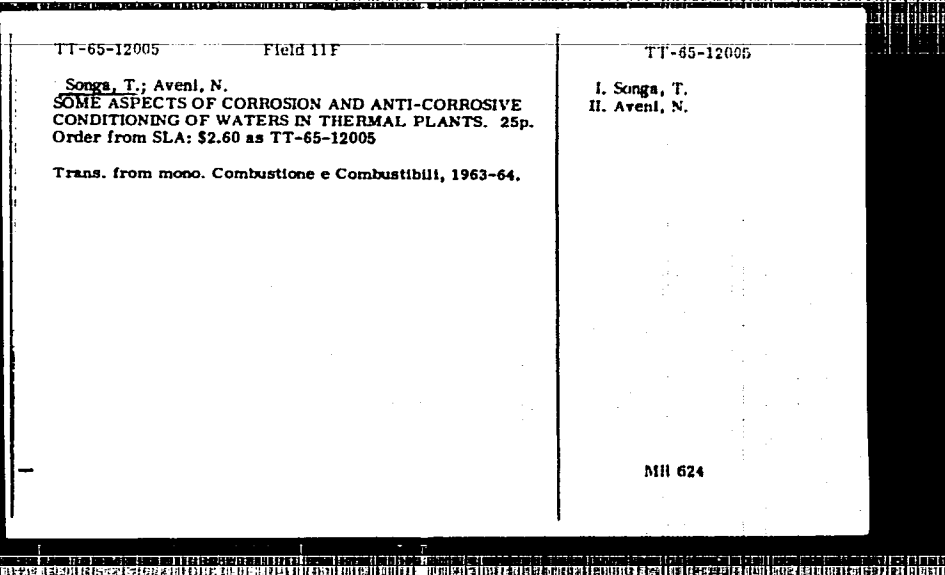 TT-65-12005 Field 11F
Songa, T.; Aveni, N.
SOME ASPECTS OF CORROSION AND ANTI-CORROSIVE
CONDITIONING OF WATERS IN THERMAL PLANTS. 25p.
Order from SLA: $2.60 as TT-65-12005
Trans. from mono. Combustione e Combustibili, 1963-64.
TT-65-12005
I. Songa, T.
II. Aveni, N.
MII 624